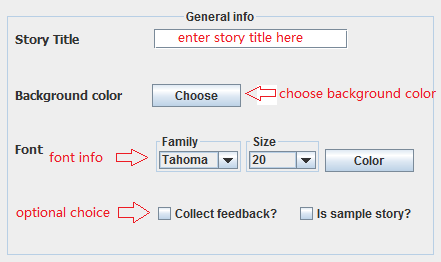 General info
Story Title enter story title here
Background color Choose choose background color
Family Size
Font font info Tahoma 20 Color
optional choice Collect feedback? Is sample story?